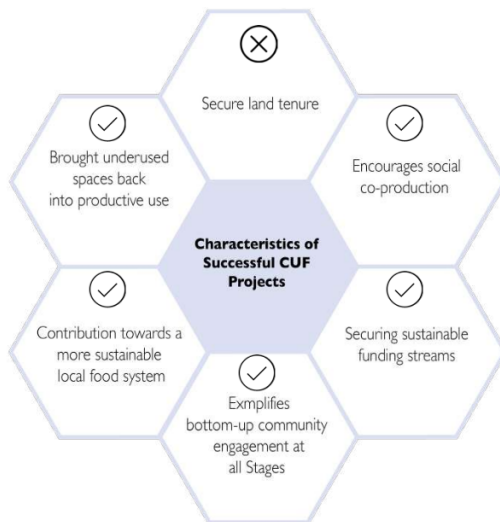 Secure land tenure
Encourages social
co-production
Securing sustainable
funding streams
Exmplifies
bottom-up community
engagement at
all Stages
Contribution towards a
more sustainable
local food system
Brought underused
spaces back
into productive use
Characteristics of
Successful CUF
Projects